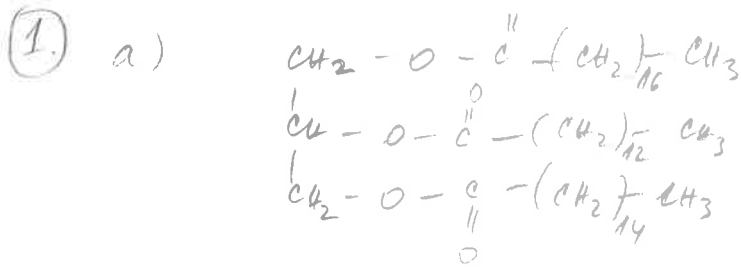 1. a)
CH2 - O - C - (CH2)16 - CH3
O
CH - O - C - (CH2)12 - CH3
CH2 - O - C - (CH2)14 - CH3
O